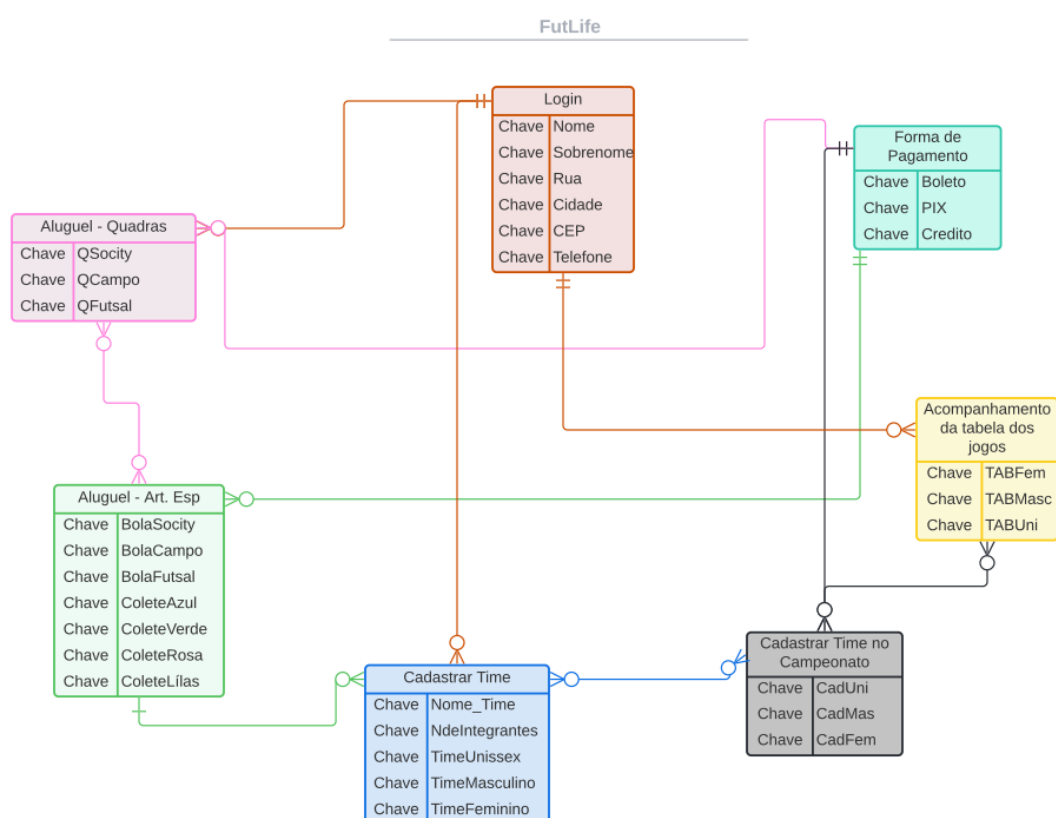 FutLife
Login
Chave Nome
Chave Sobrenome
Chave Rua
Chave Cidade
Chave CEP
Chave Telefone
Forma de
Pagamento
Chave Boleto
Chave PIX
Chave Credito
Aluguel - Quadras
Chave QSocity
Chave QCampo
Chave QFutsal
Acompanhamento
da tabela dos
jogos
Chave TABFem
Chave TABMasc
Chave TABUni
Aluguel - Art. Esp
Chave BolaSocity
Chave BolaCampo
Chave BolaFutsal
Chave ColeteAzul
Chave ColeteVerde
Chave ColeteRosa
Chave ColeteLílas
Cadastrar Time
Chave Nome_Time
Chave NdeIntegrantes
Chave TimeUnissex
Chave TimeMasculino
Chave TimeFeminino
Cadastrar Time no
Campeonato
Chave CadUni
Chave CadMas
Chave CadFem